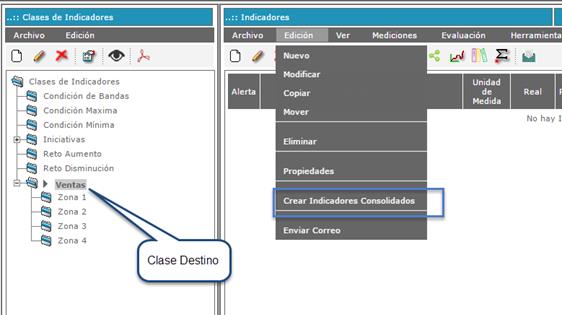 ..:: Clases de Indicadores
Archivo Edición
Clases de Indicadores
Condición de Bandas
Condición Maxima
Condición Mínima
Iniciativas
Reto Aumento
Reto Disminución
Ventas
Zona 1
Zona 2
Zona 3
Zona 4
Clase Destino
..:: Indicadores
Archivo Edición Ver Mediciones Evaluación Herramienta
Nuevo
Modificar
Copiar
Mover
Eliminar
Propiedades
Crear Indicadores Consolidados
Enviar Correo
Alerta
Unidad
de
Medida
Real
No hay I